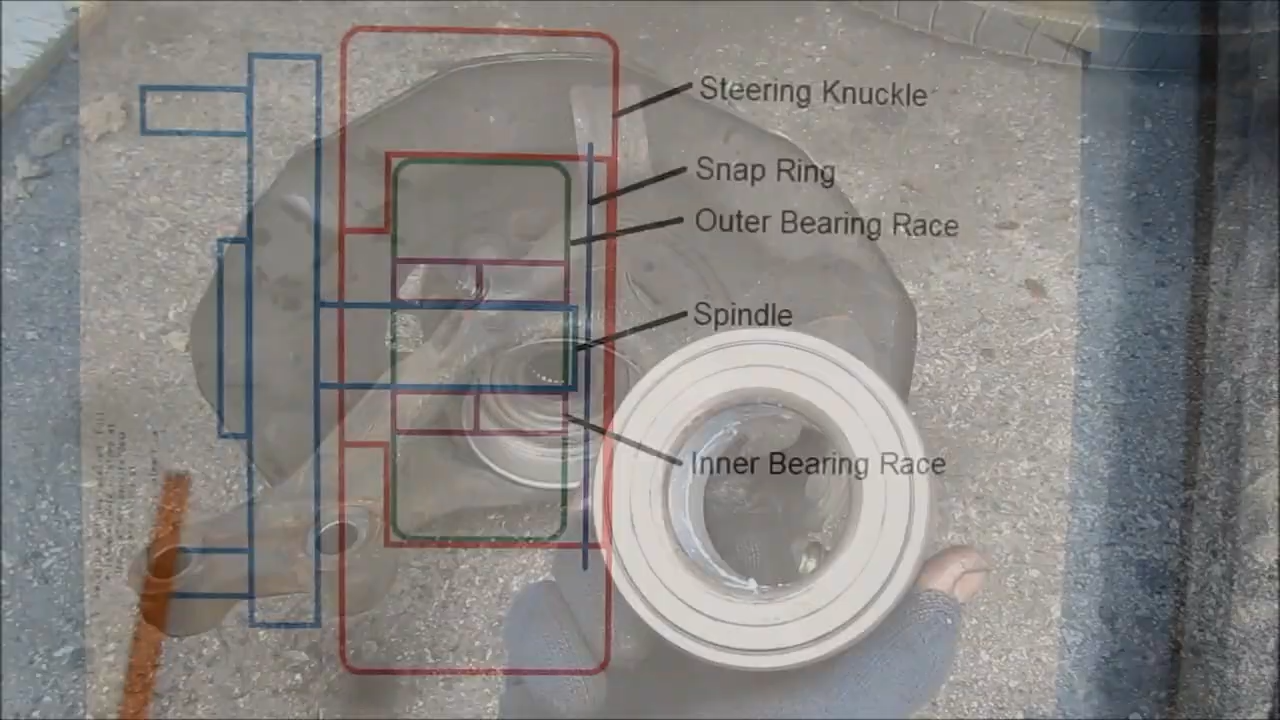 Steering Knuckle
Snap Ring
Outer Bearing Race
Spindle
Inner Bearing Race